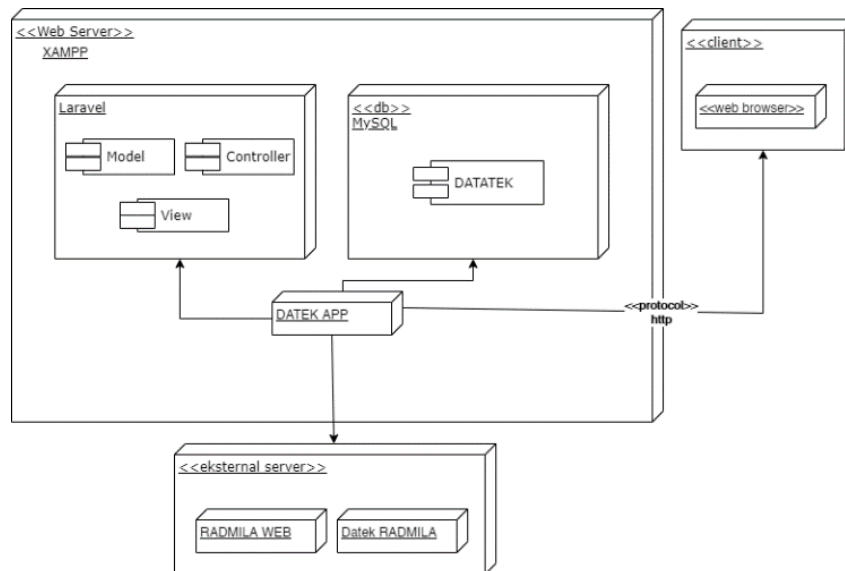 <<Web Server>>
XAMPP
Laravel
Model
Controller
View
<<db>>
MySQL
DATATEK
DATEK APP
<<client>>
<<web browser>>
<<protocol>>
http
<<eksternal server>>
RADMILA WEB
Datek RADMILA